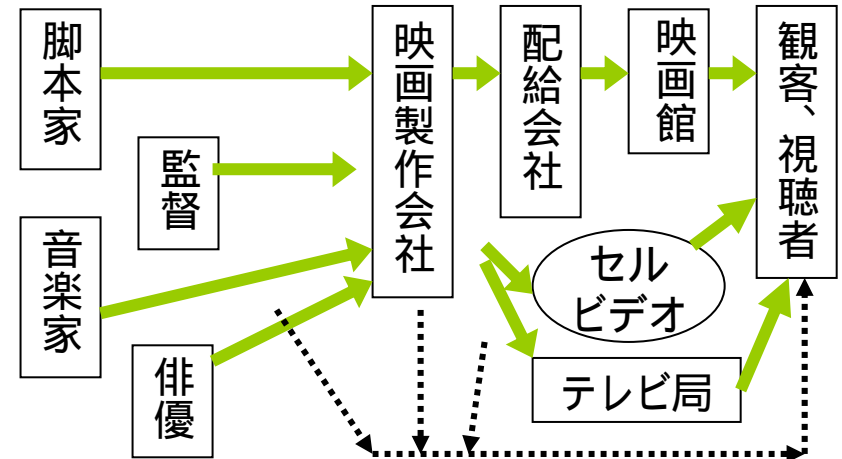 脚本家
監督
音楽家
俳優
映画製作会社
配給会社
映画館
観客、視聴者
セル
ビデオ
テレビ局